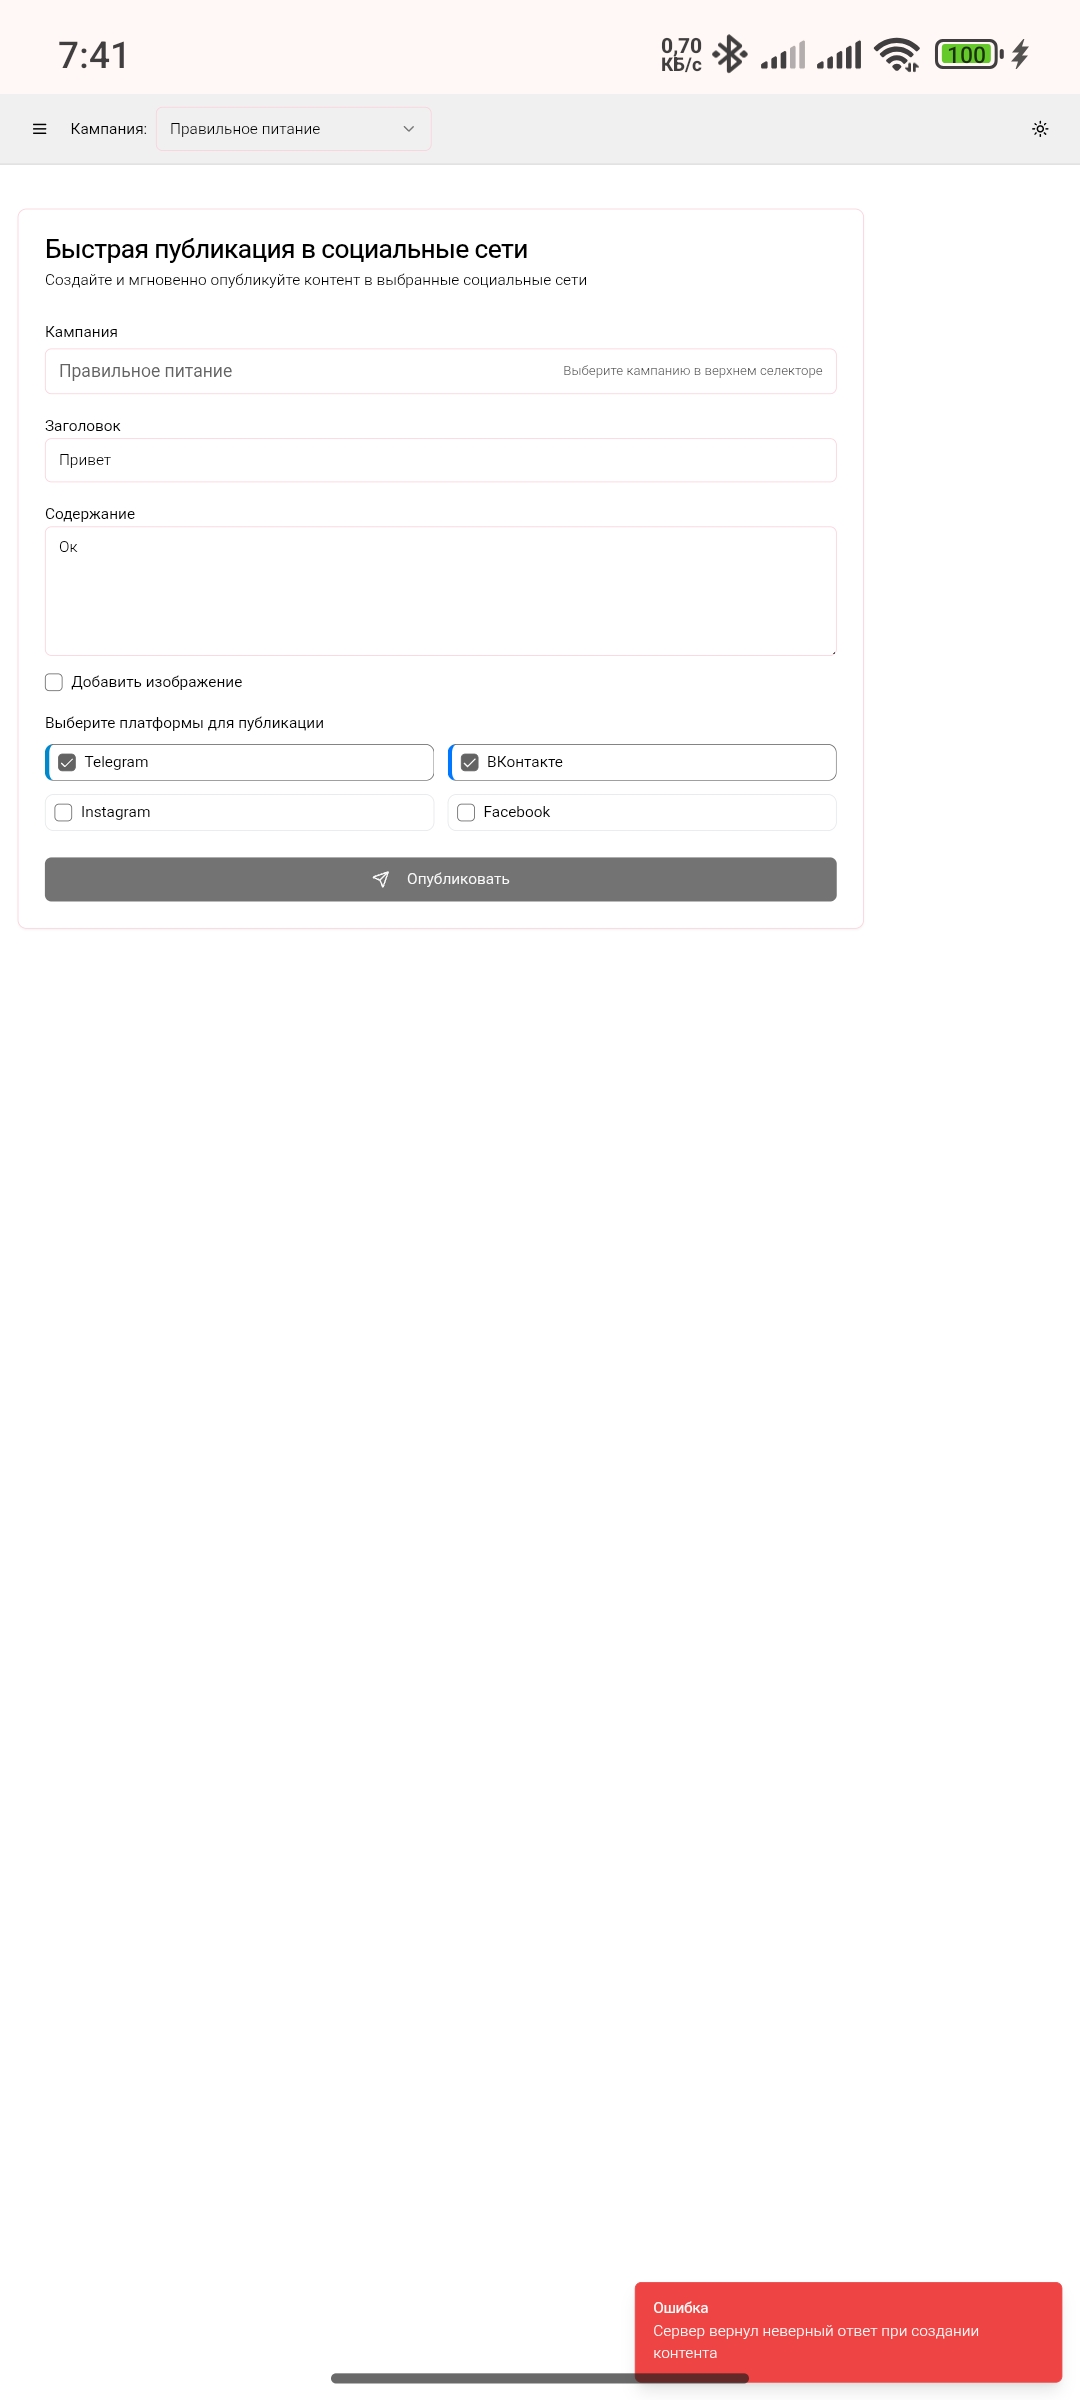 7:41
0,70
КБ/с
100
Кампания:
Правильное питание
Быстрая публикация в социальные сети
Создайте и мгновенно опубликуйте контент в выбранные социальные сети
Кампания
Правильное питание
Выберите кампанию в верхнем селекторе
Заголовок
Привет
Содержание
Ок
Добавить изображение
Выберите платформы для публикации
Telegram
ВКонтакте
Instagram
Facebook
Опубликовать
Ошибка
Сервер вернул неверный ответ при создании
контента